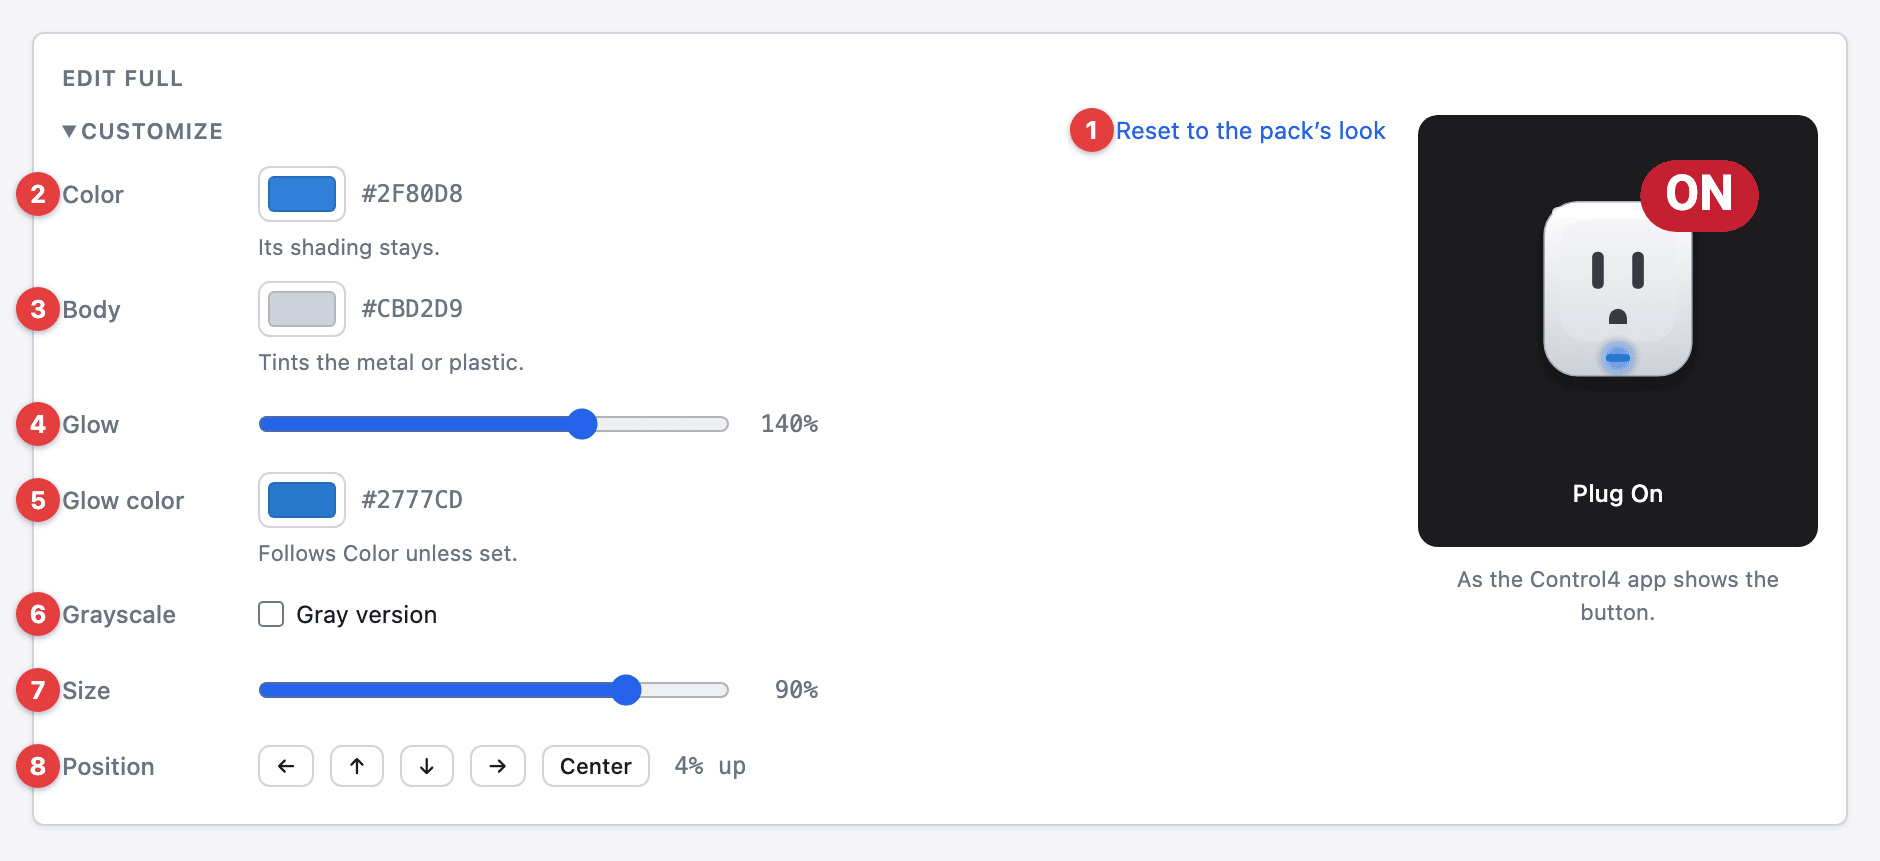 EDIT FULL
▼CUSTOMIZE
1 Reset to the pack’s look
2 Color #2F80D8
Its shading stays.
3 Body #CBD2D9
Tints the metal or plastic.
4 Glow 140%
5 Glow color #2777CD
Follows Color unless set.
6 Grayscale Gray version
7 Size 90%
8 Position ← ↑ ↓ → Center 4% up
ON
Plug On
As the Control4 app shows the
button.